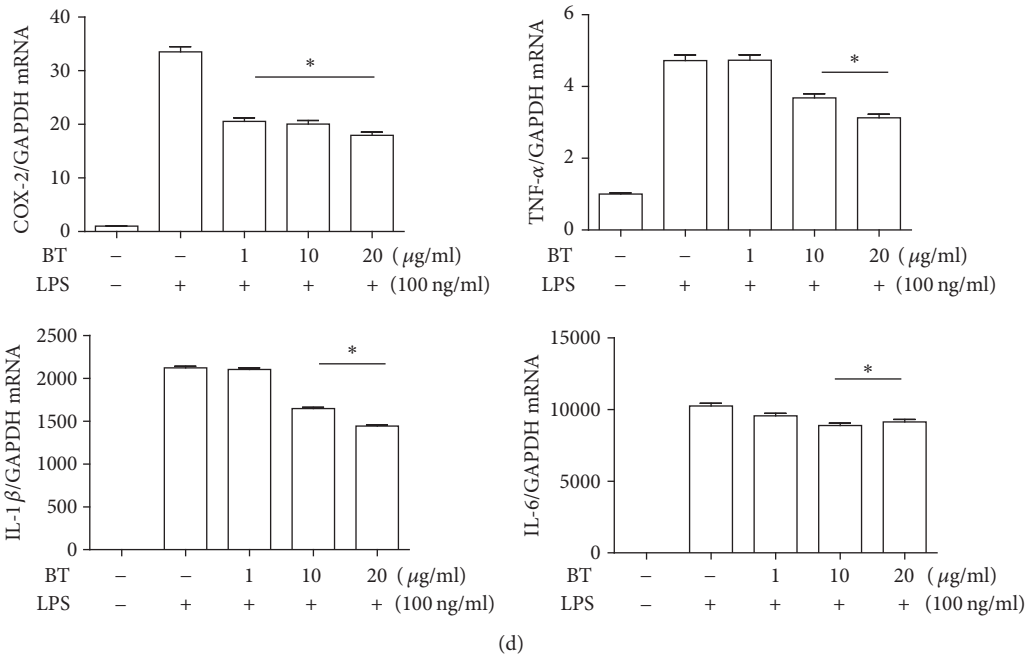 COX-2/GAPDH mRNA
40
30
20
10
0
*
BT – – 1 10 20 (μg/ml)
LPS – + + + + (100 ng/ml)
TNF-α/GAPDH mRNA
6
4
2
0
*
BT – – 1 10 20 (μg/ml)
LPS – + + + + (100 ng/ml)
IL-1β/GAPDH mRNA
2500
2000
1500
1000
500
0
*
BT – – 1 10 20 (μg/ml)
LPS – + + + + (100 ng/ml)
IL-6/GAPDH mRNA
15000
10000
5000
0
*
BT – – 1 10 20 (μg/ml)
LPS – + + + + (100 ng/ml)
(d)